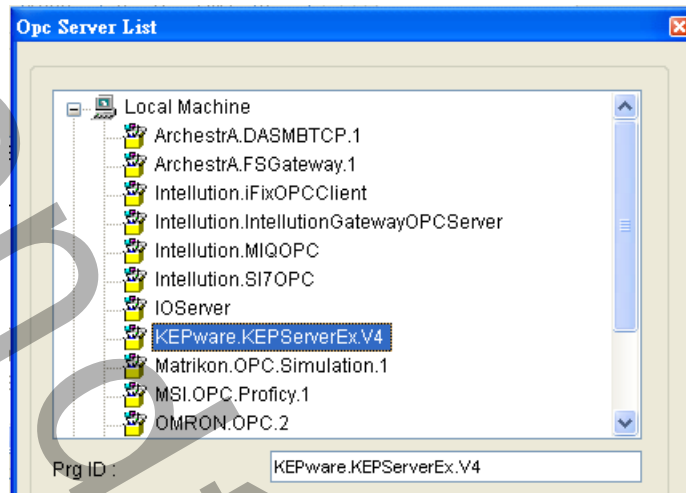 Opc Server List
Local Machine
ArchestrA.DASMBTCP.1
ArchestrA.FSGateway.1
Intellution.iFixOPCClient
Intellution.IntellutionGatewayOPCServer
Intellution.MIQOPC
Intellution.SI7OPC
IOServer
KEPware.KEPServerEx.V4
Matrikon.OPC.Simulation.1
MSI.OPC.Proficy.1
OMRON.OPC.2
Prg ID : KEPware.KEPServerEx.V4